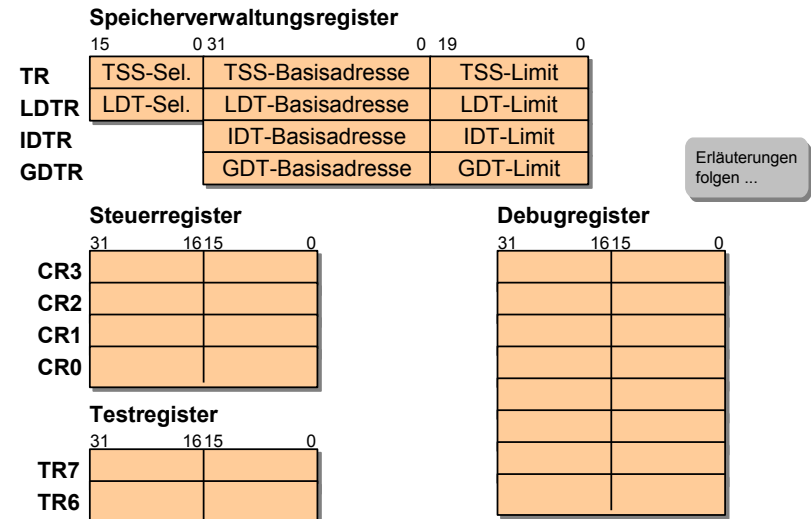 Speicherverwaltungsregister
15 0 31 0 19 0
TR TSS-Sel. TSS-Basisadresse TSS-Limit
LDTR LDT-Sel. LDT-Basisadresse LDT-Limit
IDTR IDT-Basisadresse IDT-Limit
GDTR GDT-Basisadresse GDT-Limit
Erläuterungen
folgen ...
Steuerregister
31 16 15 0
CR3
CR2
CR1
CR0
Debugregister
31 16 15 0
Testregister
31 16 15 0
TR7
TR6